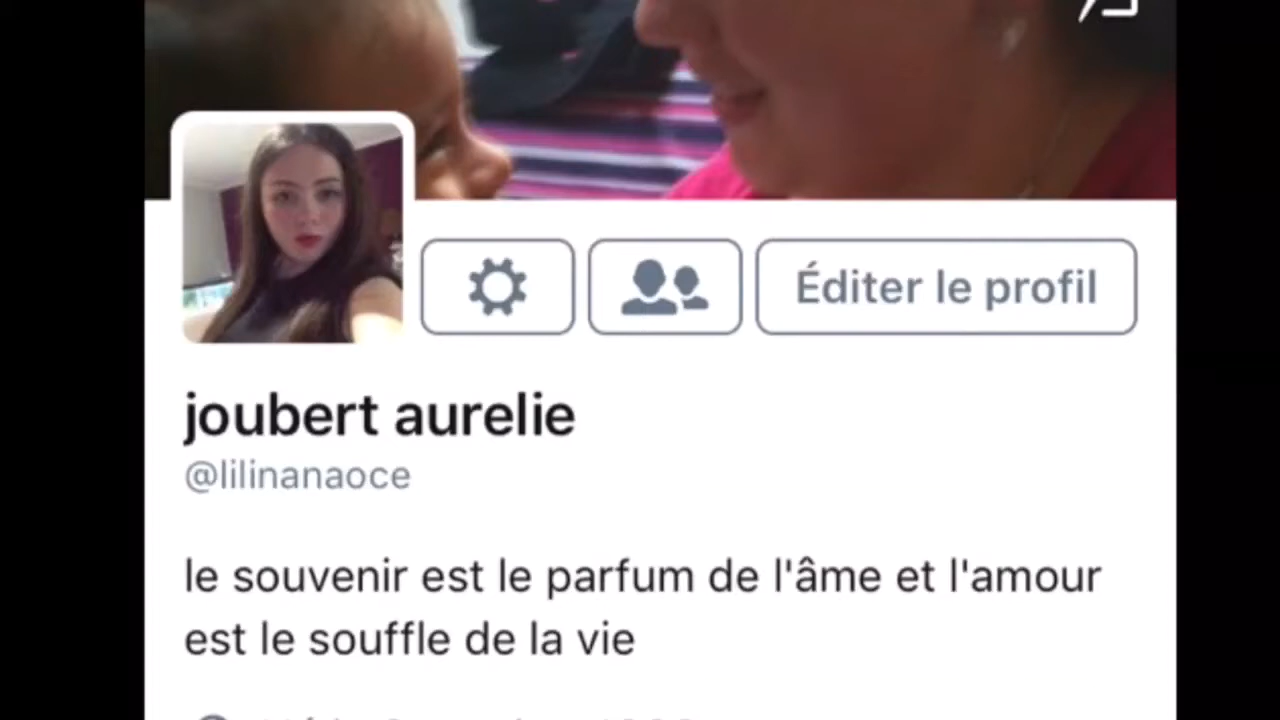 Éditer le profil
joubert aurelie
@lilinanaoce
le souvenir est le parfum de l'âme et l'amour
est le souffle de la vie